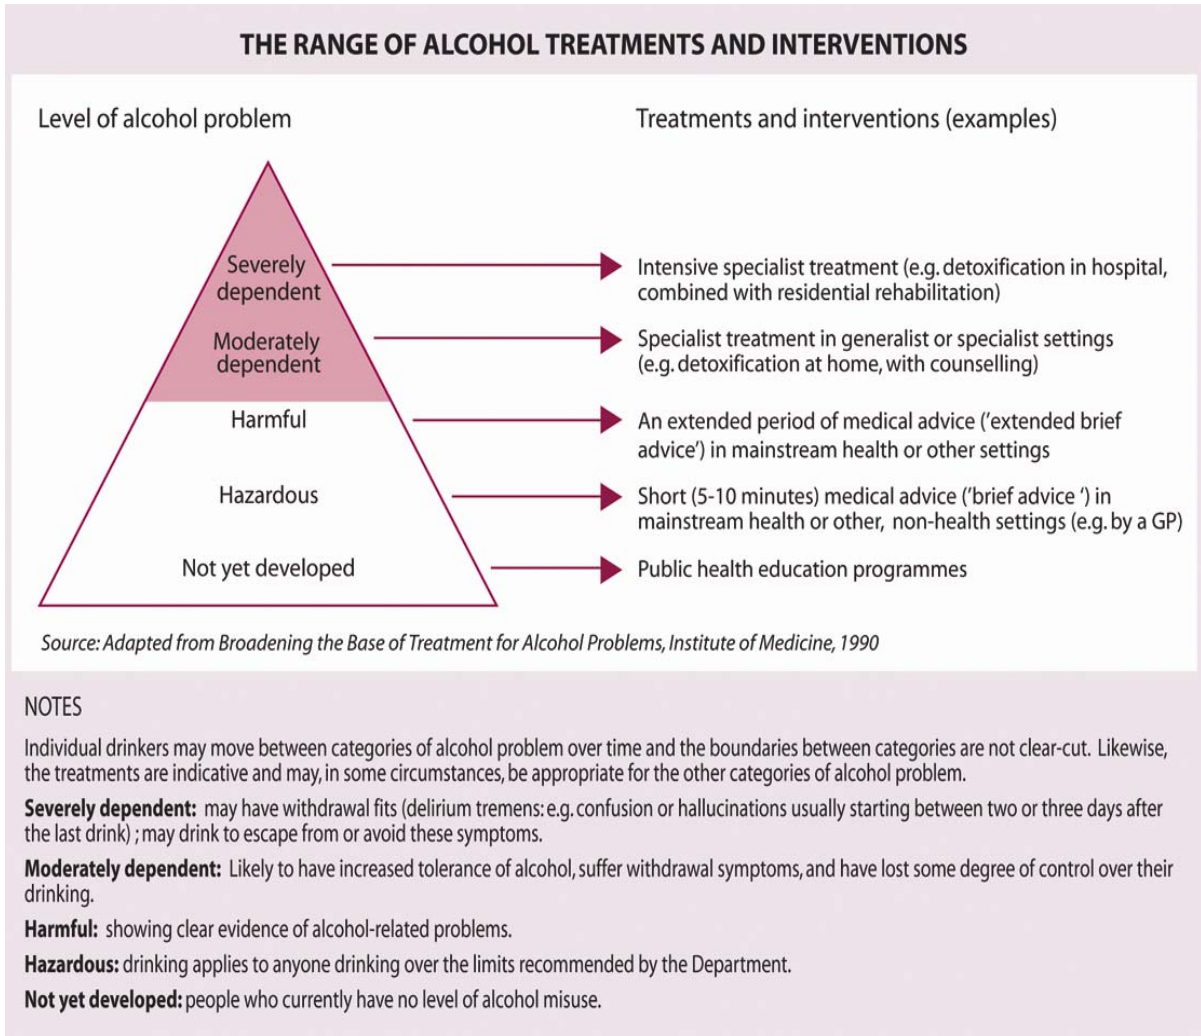 THE RANGE OF ALCOHOL TREATMENTS AND INTERVENTIONS
Level of alcohol problem
Treatments and interventions (examples)
Severely
dependent
Intensive specialist treatment (e.g. detoxification in hospital,
combined with residential rehabilitation)
Moderately
dependent
Specialist treatment in generalist or specialist settings
(e.g. detoxification at home, with counselling)
Harmful
An extended period of medical advice ('extended brief
advice') in mainstream health or other settings
Hazardous
Short (5-10 minutes) medical advice ('brief advice ') in
mainstream health or other, non-health settings (e.g. by a GP)
Not yet developed
Public health education programmes
Source: Adapted from Broadening the Base of Treatment for Alcohol Problems, Institute of Medicine, 1990
NOTES
Individual drinkers may move between categories of alcohol problem over time and the boundaries between categories are not clear-cut. Likewise,
the treatments are indicative and may, in some circumstances, be appropriate for the other categories of alcohol problem.
Severely dependent: may have withdrawal fits (delirium tremens: e.g. confusion or hallucinations usually starting between two or three days after
the last drink) ; may drink to escape from or avoid these symptoms.
Moderately dependent: Likely to have increased tolerance of alcohol, suffer withdrawal symptoms, and have lost some degree of control over their
drinking.
Harmful: showing clear evidence of alcohol-related problems.
Hazardous: drinking applies to anyone drinking over the limits recommended by the Department.
Not yet developed: people who currently have no level of alcohol misuse.